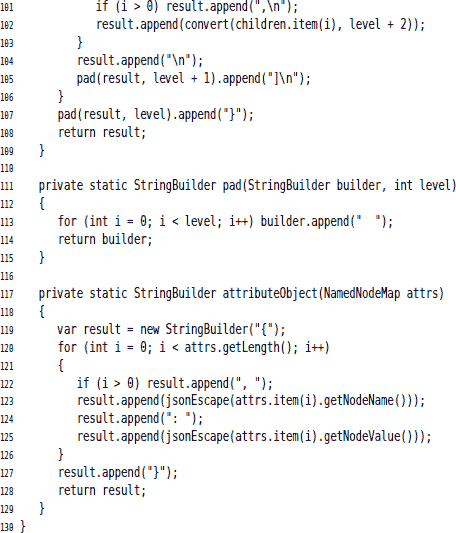 101 if (i > 0) result.append(",\n");
102 result.append(convert(children.item(i), level + 2));
103 }
104 result.append("\n");
105 pad(result, level + 1).append("]\n");
106 }
107 pad(result, level).append("}");
108 return result;
109 }
110
111 private static StringBuilder pad(StringBuilder builder, int level)
112 {
113 for (int i = 0; i < level; i++) builder.append("  ");
114 return builder;
115 }
116
117 private static StringBuilder attributeObject(NamedNodeMap attrs)
118 {
119 var result = new StringBuilder("{");
120 for (int i = 0; i < attrs.getLength(); i++)
121 {
122 if (i > 0) result.append(", ");
123 result.append(jsonEscape(attrs.item(i).getNodeName()));
124 result.append(": ");
125 result.append(jsonEscape(attrs.item(i).getNodeValue()));
126 }
127 result.append("}");
128 return result;
129 }
130 }